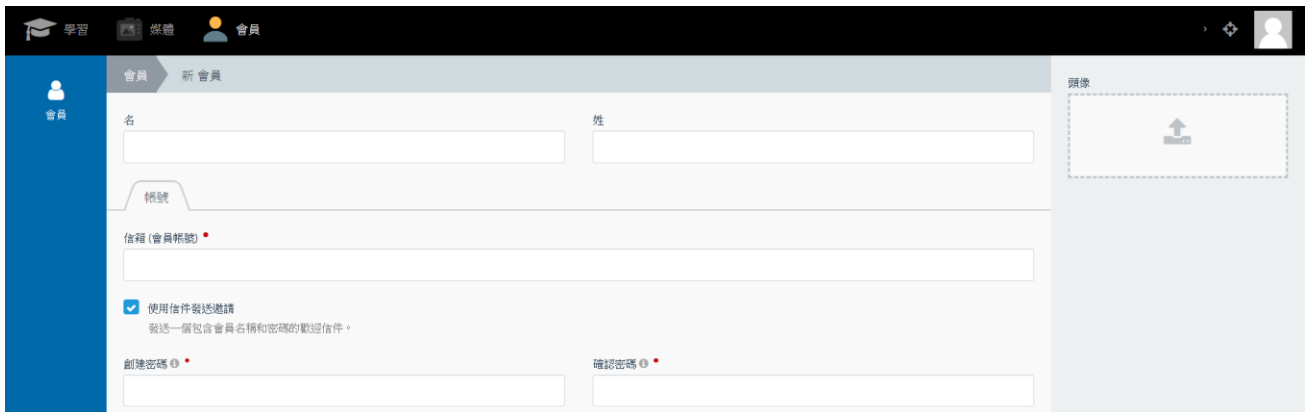 學習 媒體 會員
會員
會員 新 會員
頭像
名 姓
帳號
信箱 (會員帳號)
使用信件發送邀請
發送一個包含會員名稱和密碼的歡迎信件。
創建密碼 確認密碼